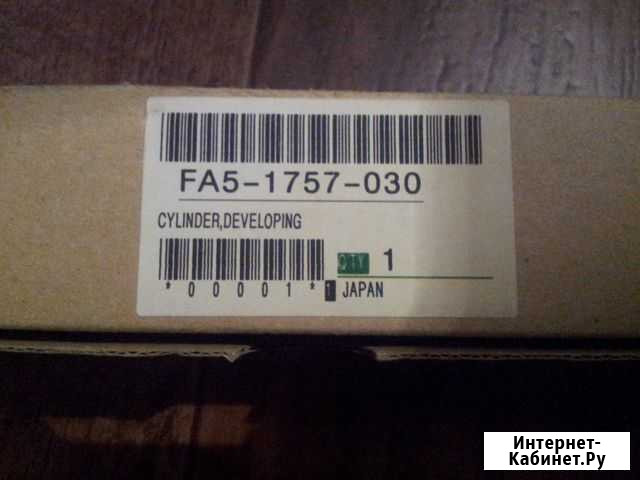 FA5-1757-030
CYLINDER,DEVELOPING
QTY 1
*00001* 1 JAPAN
Интернет-
Кабинет.Ру